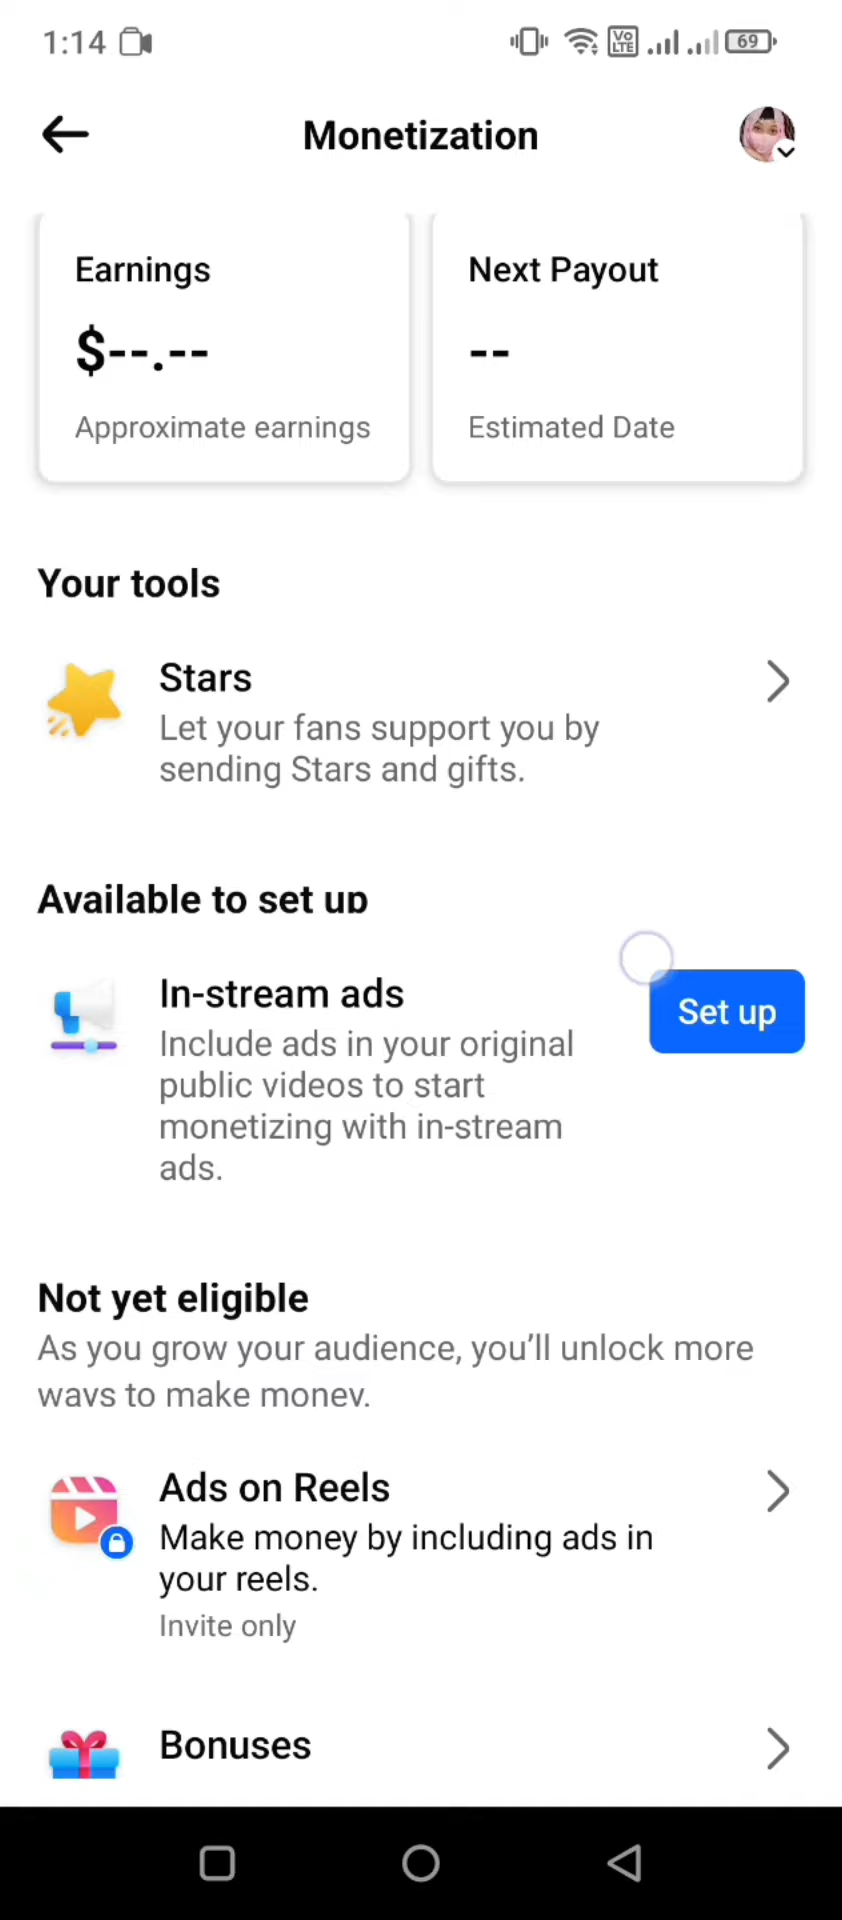 1:14
VO
LTE
69
Monetization
Earnings
$--.--
Approximate earnings
Next Payout
--
Estimated Date
Your tools
Stars
Let your fans support you by
sending Stars and gifts.
Available to set up
In-stream ads
Set up
Include ads in your original
public videos to start
monetizing with in-stream
ads.
Not yet eligible
As you grow your audience, you’ll unlock more
ways to make money.
Ads on Reels
Make money by including ads in
your reels.
Invite only
Bonuses